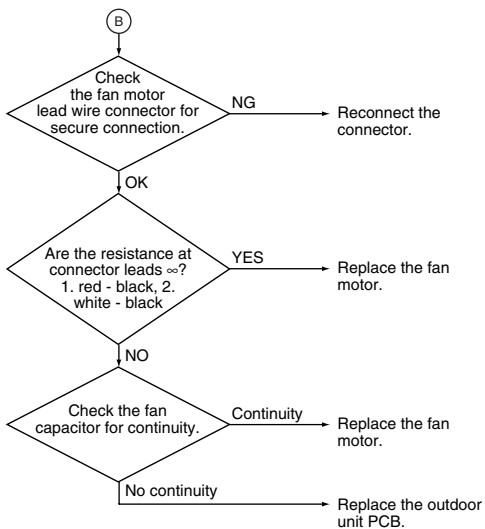 B
Check
the fan motor
lead wire connector for
secure connection.
NG
Reconnect the
connector.
OK
Are the resistance at
connector leads ∞?
1. red - black, 2.
white - black
YES
Replace the fan
motor.
NO
Check the fan
capacitor for continuity.
Continuity
Replace the fan
motor.
No continuity
Replace the outdoor
unit PCB.